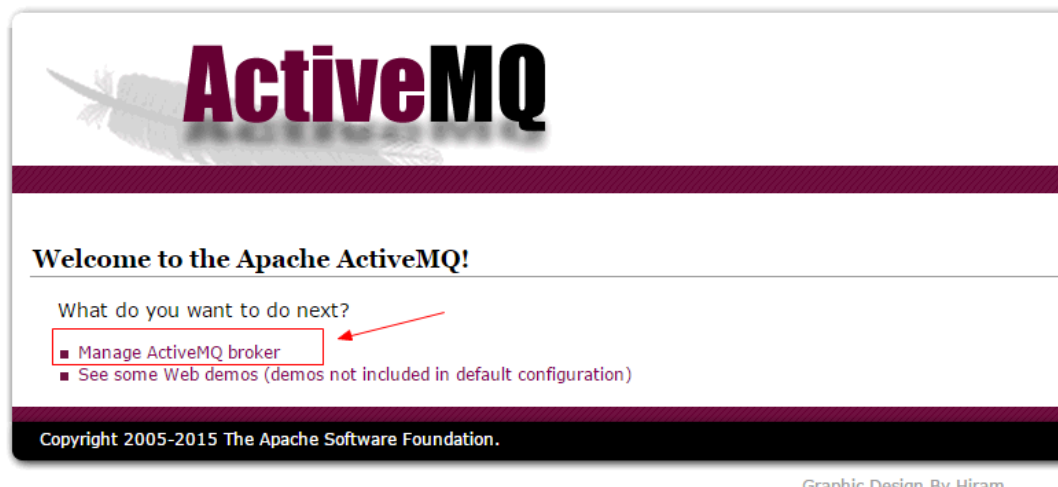 ActiveMQ
Welcome to the Apache ActiveMQ!
What do you want to do next?
Manage ActiveMQ broker
See some Web demos (demos not included in default configuration)
Copyright 2005-2015 The Apache Software Foundation.
Graphic Design By Hiram